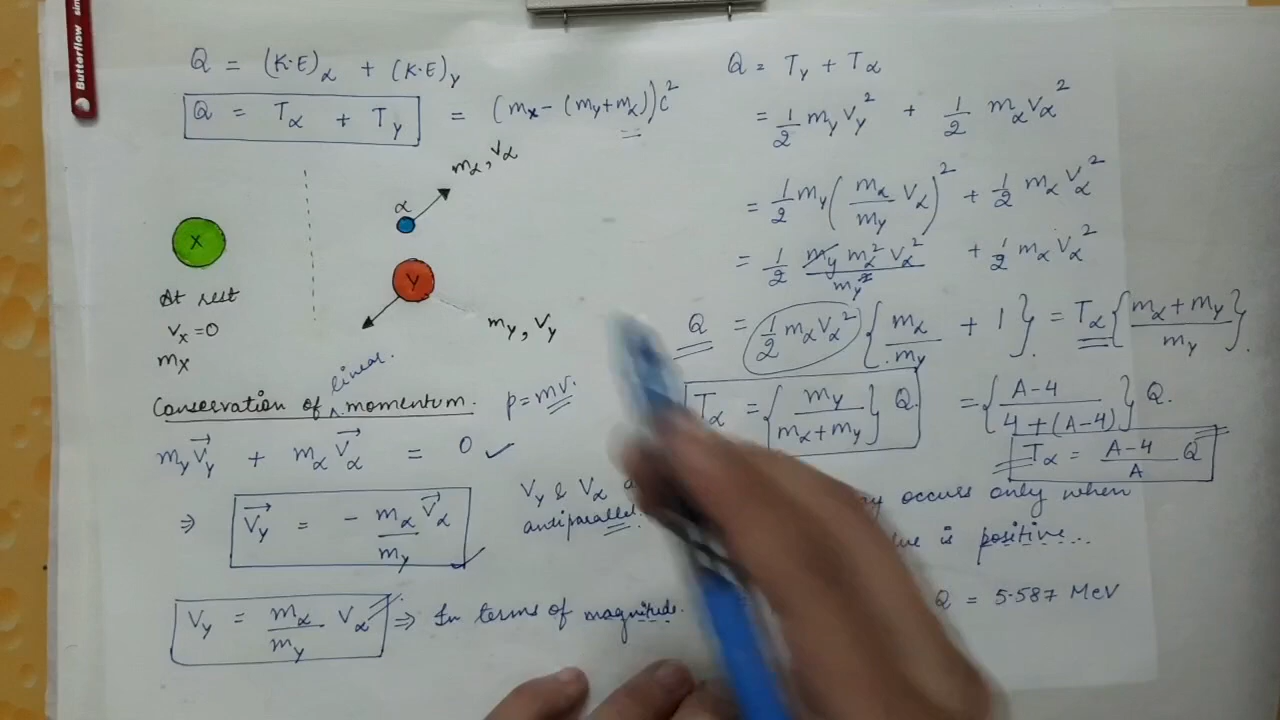 Butterflow
Q = (K·E)α + (K·E)y
Q = Tα + Ty = (mx - (my+mα))c²
mα, vα
α
X
Y
At rest
vx = 0
mx
my, Vy
linear.
Conservation of ^ momentum. p = mv.
my V⃗y + mα V⃗α = 0 ✓
⇒ V⃗y = - mα/my V⃗α
Vy & Vα
antiparallel.
Vy = mα/my Vα ⇒ In terms of magnitude.
Q = Ty + Tα
= 1/2 my Vy² + 1/2 mα Vα²
= 1/2 my (mα/my Vα)² + 1/2 mα Vα²
= 1/2 my mα² Vα²/my² + 1/2 mα Vα²
Q = 1/2 mα Vα² {mα/my + 1} = Tα {mα+my/my}.
Tα = {my/mα+my} Q. = {A-4/4+(A-4)} Q.
Tα = A-4/A Q
occurs only when
is positive...
Q = 5.587 MeV